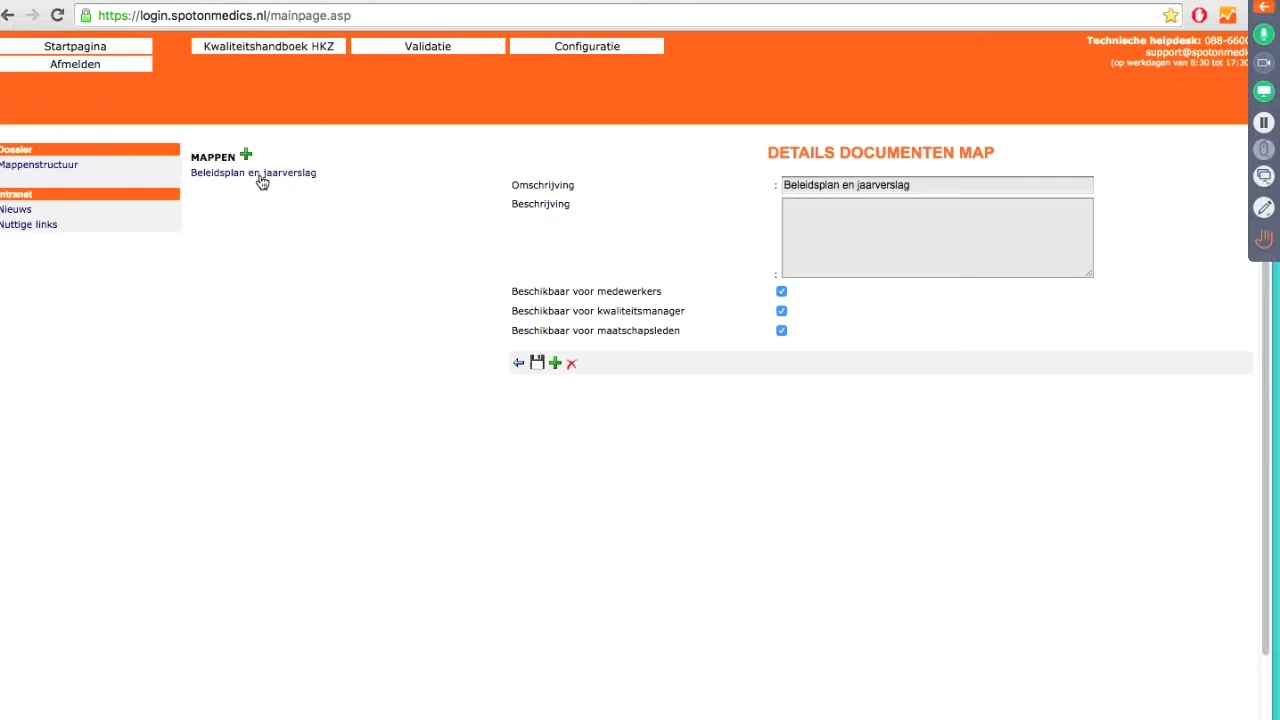 https://login.spotonmedics.nl/mainpage.asp
Startpagina
Afmelden
Kwaliteitshandboek HKZ
Validatie
Configuratie
Technische helpdesk: 088-6600
support@spotonmedi
(op werkdagen van 8:30 tot 17:30
Dossier
Mappenstructuur
Intranet
Nieuws
Nuttige links
MAPPEN
Beleidsplan en jaarverslag
DETAILS DOCUMENTEN MAP
Omschrijving : Beleidsplan en jaarverslag
Beschrijving :
Beschikbaar voor medewerkers
Beschikbaar voor kwaliteitsmanager
Beschikbaar voor maatschapsleden